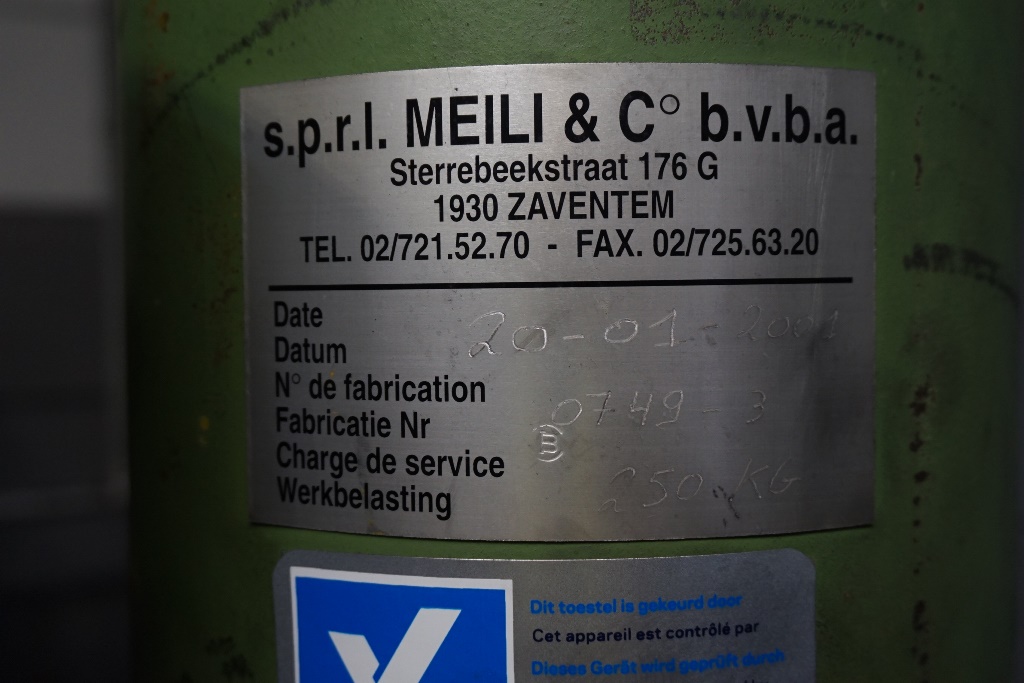 s.p.r.l. MEILI & C° b.v.b.a.
Sterrebeekstraat 176 G
1930 ZAVENTEM
TEL. 02/721.52.70 - FAX. 02/725.63.20
Date
Datum
20-01-2001
N° de fabrication
Fabricatie Nr
0749-3
Charge de service
Werkbelasting
250 KG
Dit toestel is gekeurd door
Cet appareil est contrôlé par
Dieses Gerät wird geprüft durch